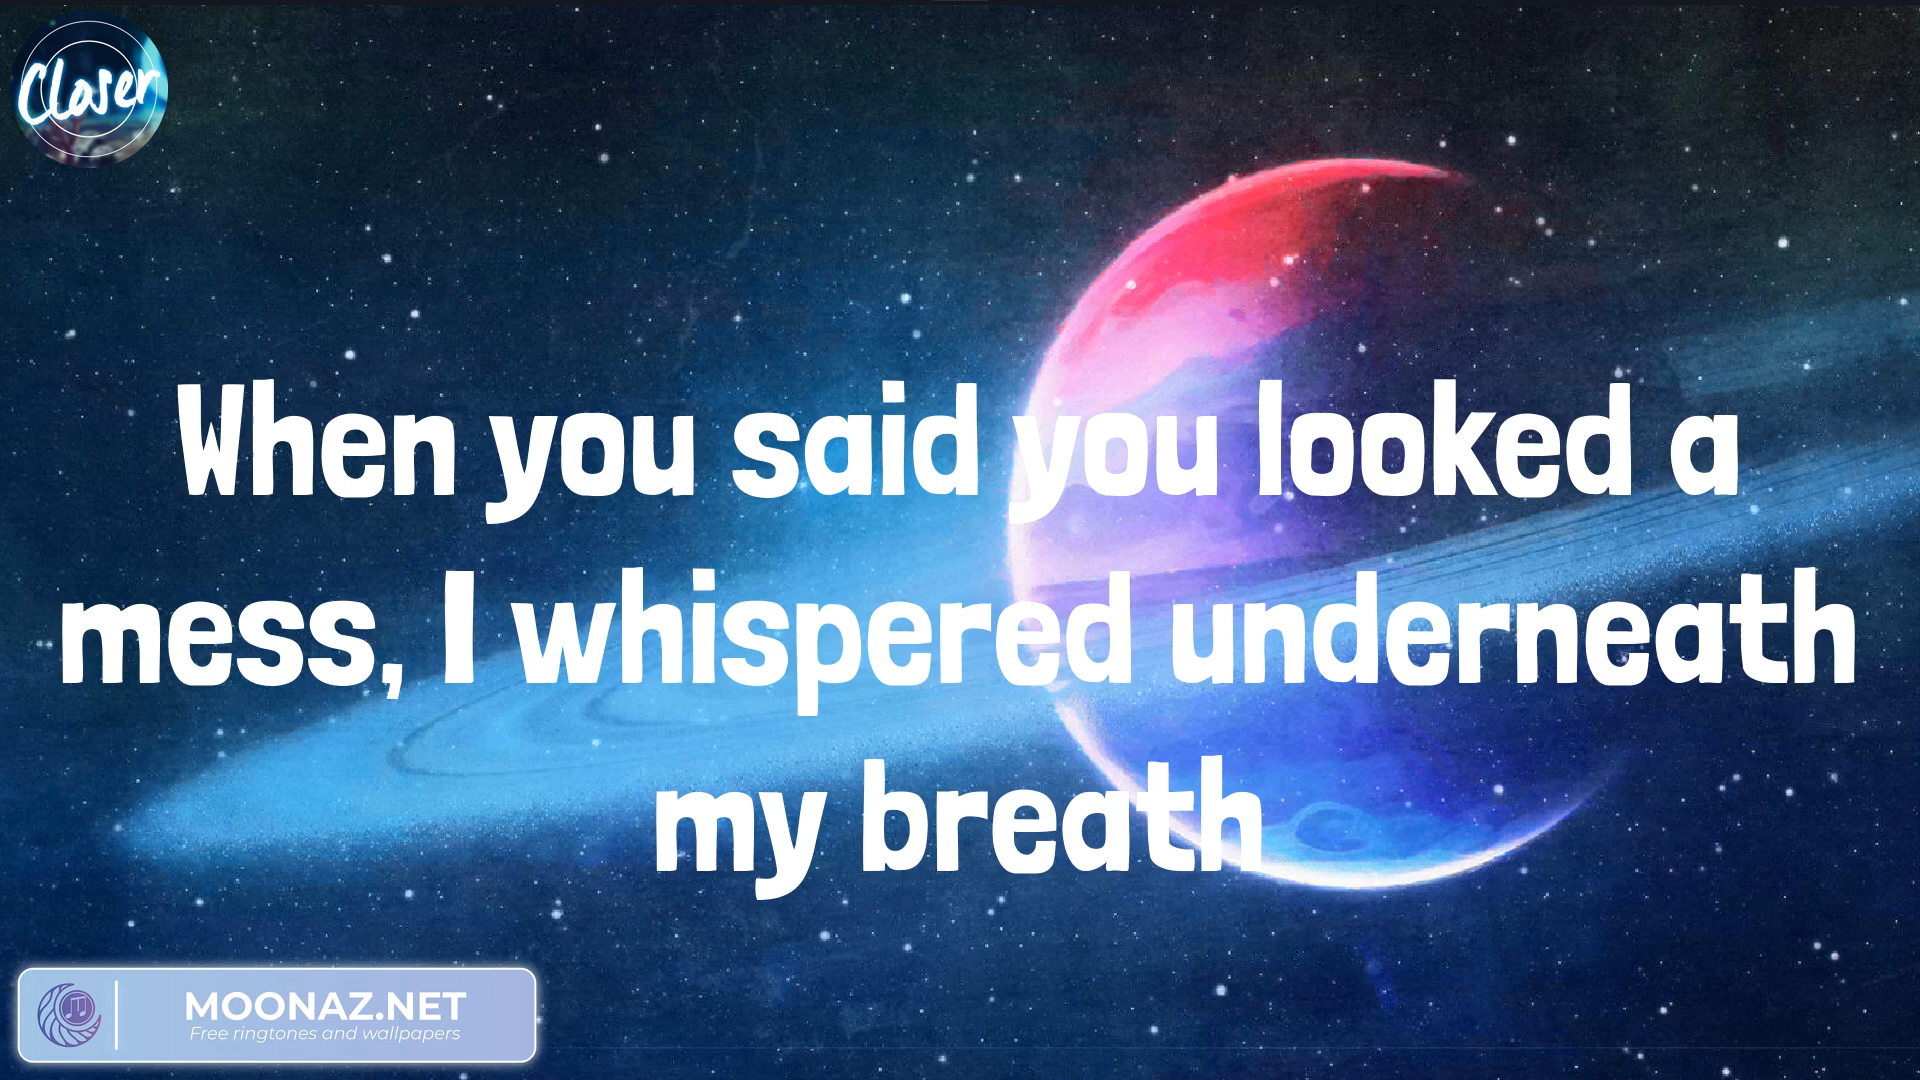 Closer
When you said you looked a
mess, I whispered underneath
my breath
MOONAZ.NET
Free ringtones and wallpapers